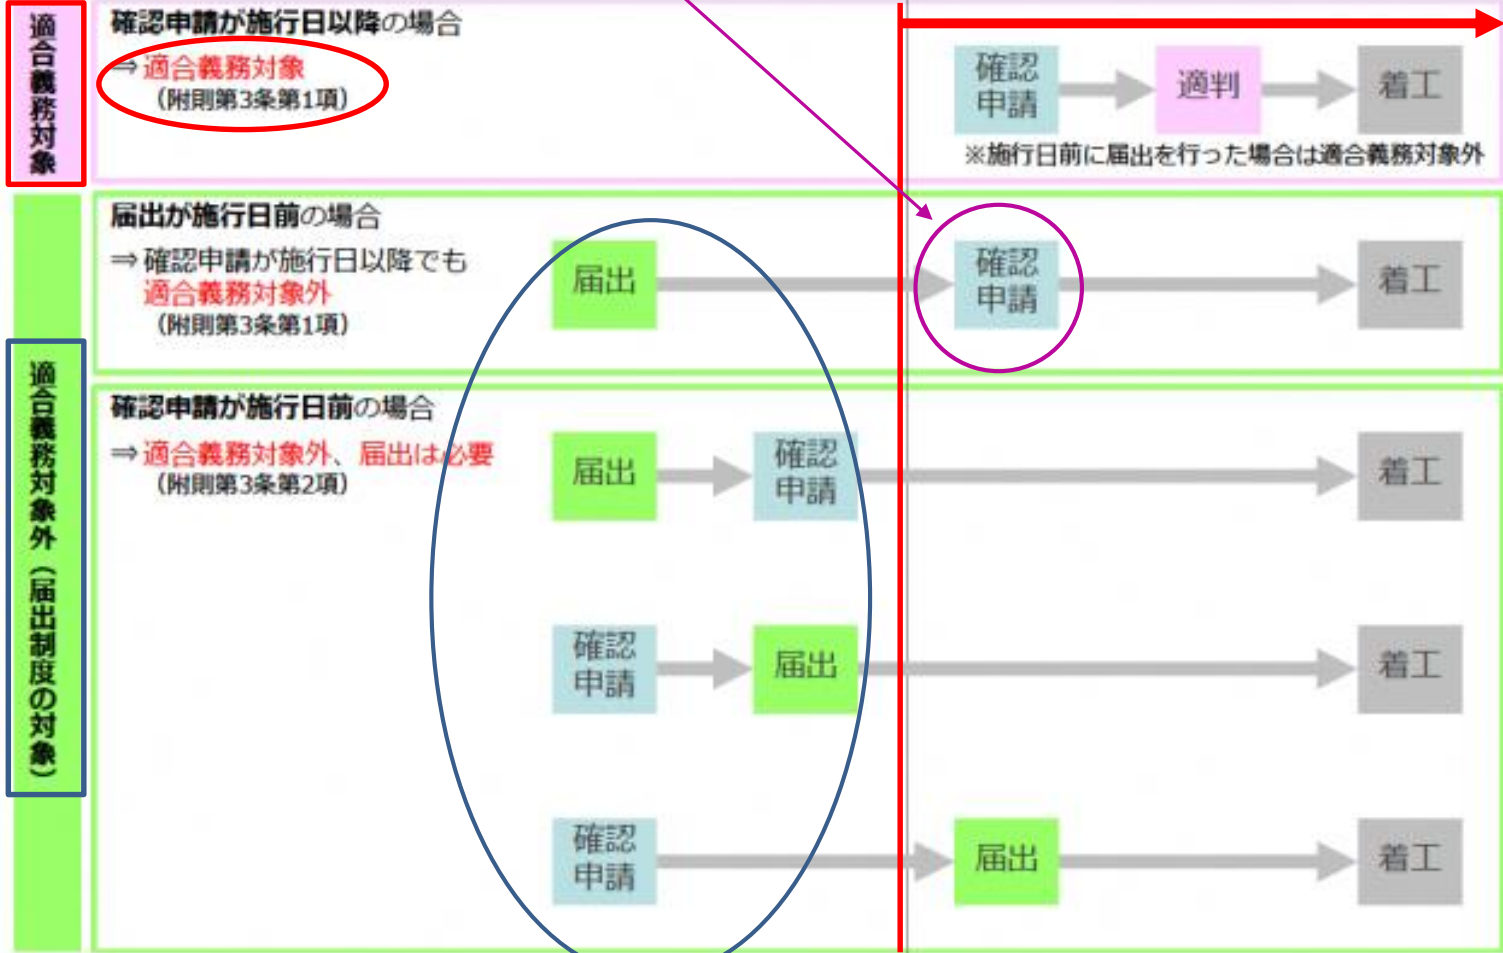 適合義務対象
確認申請が施行日以降の場合
⇒ 適合義務対象
（附則第3条第1項）
確認
申請
適判
着工
※施行日前に届出を行った場合は適合義務対象外
適合義務対象外（届出制度の対象）
届出が施行日前の場合
⇒ 確認申請が施行日以降でも
適合義務対象外
（附則第3条第1項）
届出
確認
申請
着工
確認申請が施行日前の場合
⇒ 適合義務対象外、届出は必要
（附則第3条第2項）
届出
確認
申請
着工
確認
申請
届出
着工
確認
申請
届出
着工